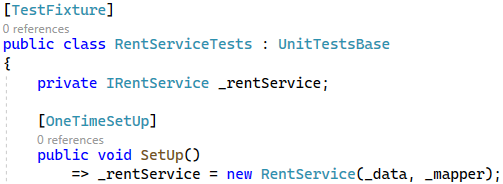 [TestFixture]
0 references
public class RentServiceTests : UnitTestsBase
{
private IRentService _rentService;
[OneTimeSetUp]
0 references
public void SetUp()
=> _rentService = new RentService(_data, _mapper);